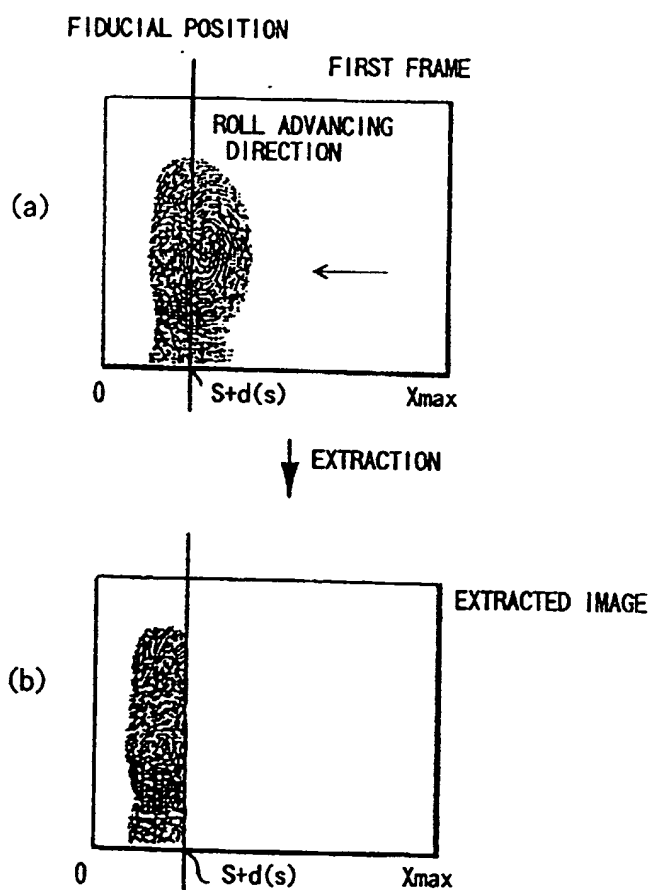 FIDUCIAL POSITION
FIRST FRAME
ROLL ADVANCING
DIRECTION
(a)
0
S+d(s)
Xmax
EXTRACTION
EXTRACTED IMAGE
(b)
0
S+d(s)
Xmax